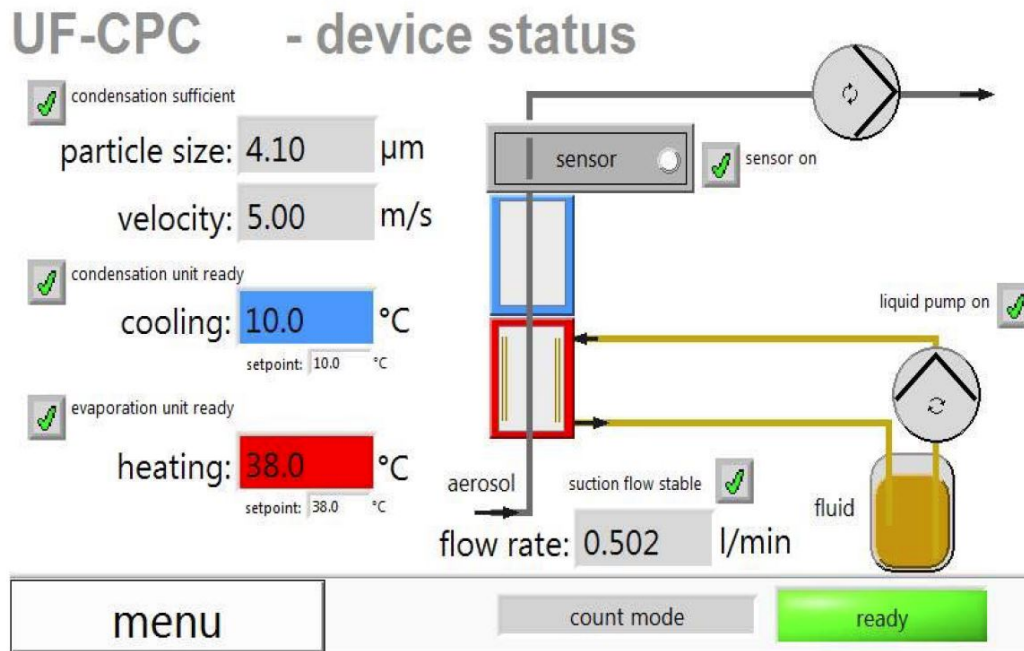 UF-CPC - device status
condensation sufficient
particle size: 4.10 µm
velocity: 5.00 m/s
condensation unit ready
cooling: 10.0 °C
setpoint: 10.0 °C
evaporation unit ready
heating: 38.0 °C
setpoint: 38.0 °C
sensor
sensor on
liquid pump on
aerosol
suction flow stable
flow rate: 0.502 l/min
fluid
menu
count mode
ready